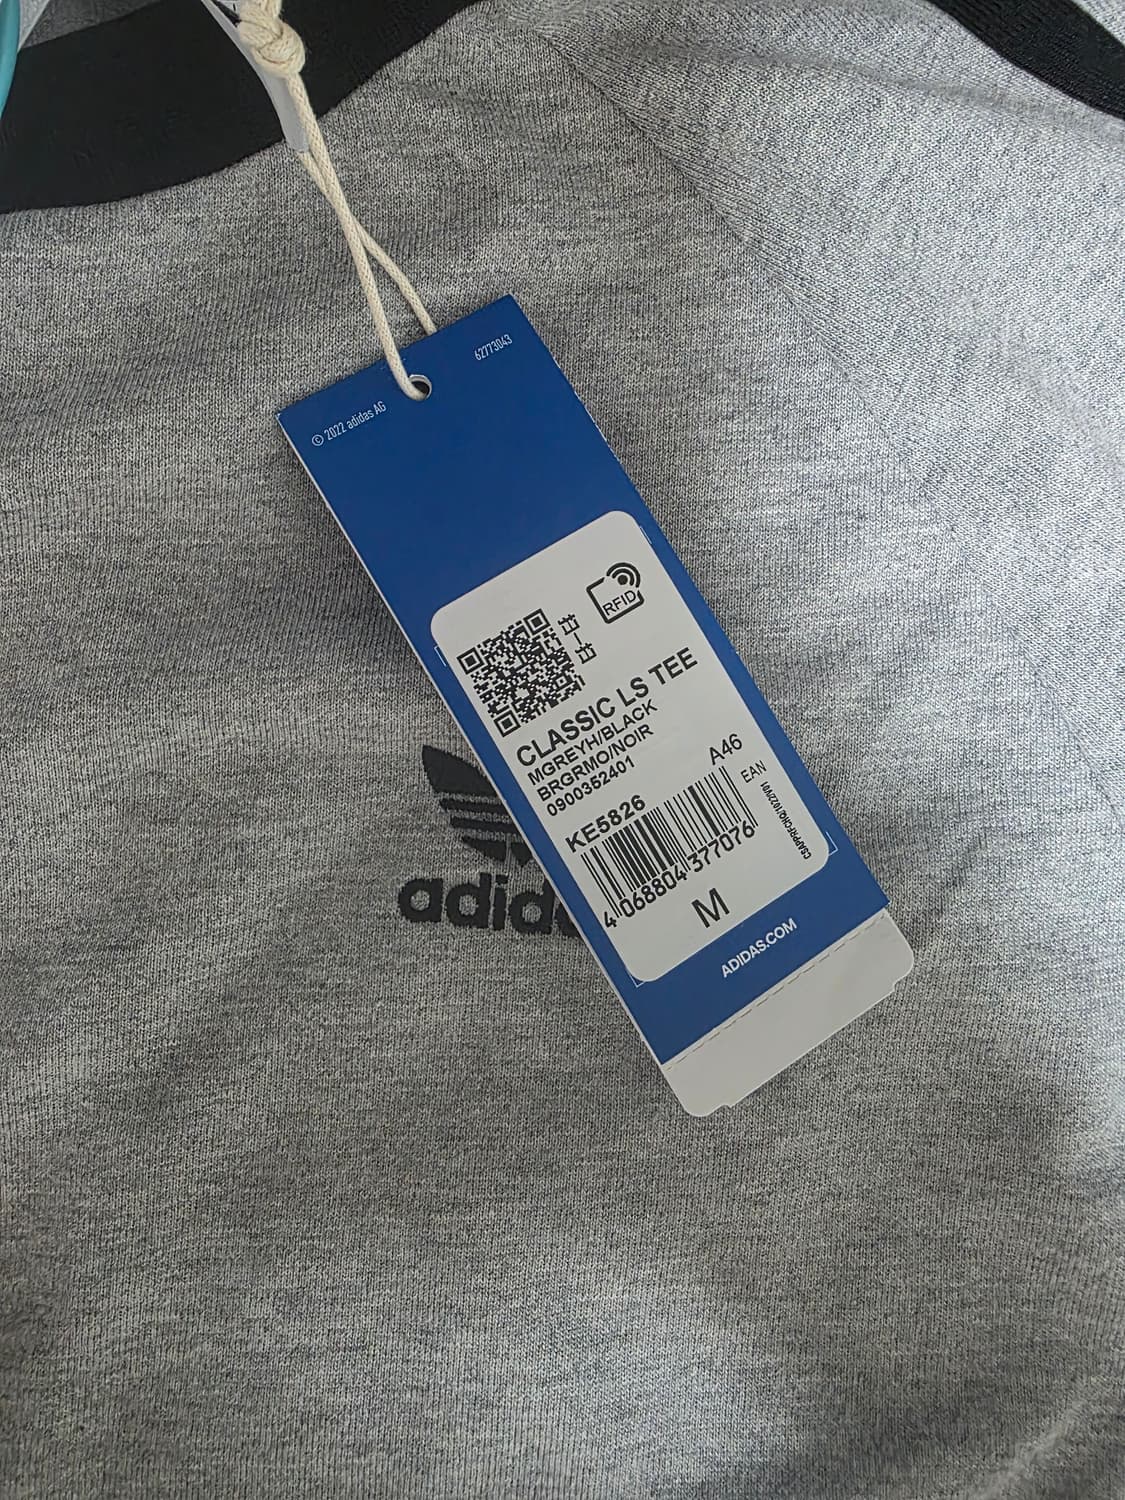 © 2022 adidas AG
62773043
RFID
CLASSIC LS TEE
MGREYH/BLACK
BRGRMO/NOIR
0900352401
A46
KE5826
EAN
4 068804 377076
M
ADIDAS.COM